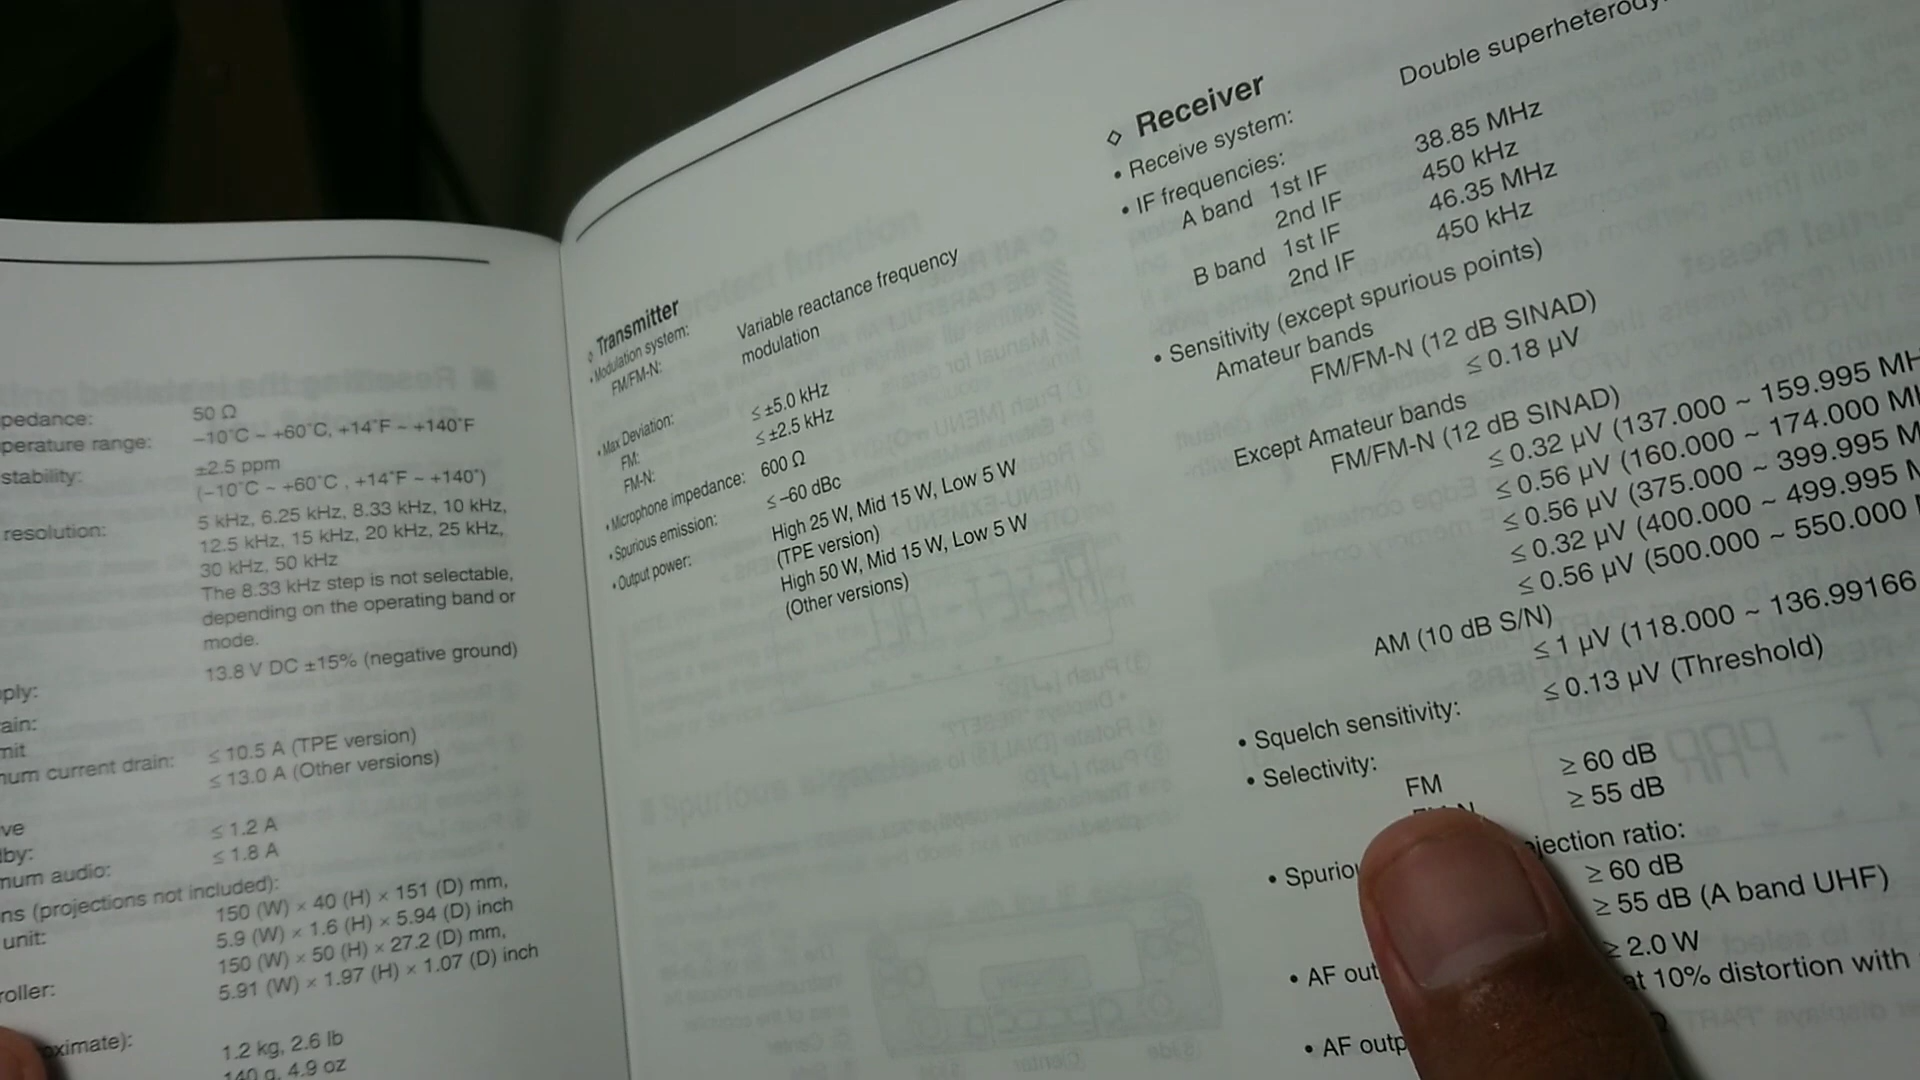 pedance: 50 Ω
perature range: −10˚C ~ +60˚C, +14˚F ~ +140˚F
stability: ±2.5 ppm
(−10˚C ~ +60˚C , +14˚F ~ +140˚)
resolution: 5 kHz, 6.25 kHz, 8.33 kHz, 10 kHz,
12.5 kHz, 15 kHz, 20 kHz, 25 kHz,
30 kHz, 50 kHz
The 8.33 kHz step is not selectable,
depending on the operating band or
mode.
ply: 13.8 V DC ±15% (negative ground)
ain:
mit
num current drain: ≤ 10.5 A (TPE version)
≤ 13.0 A (Other versions)
ve
dby: ≤ 1.2 A
num audio: ≤ 1.8 A
ns (projections not included):
unit: 150 (W) × 40 (H) × 151 (D) mm,
5.9 (W) × 1.6 (H) × 5.94 (D) inch
roller: 150 (W) × 50 (H) × 27.2 (D) mm,
5.91 (W) × 1.97 (H) × 1.07 (D) inch
oximate):
1.2 kg, 2.6 lb
140 g, 4.9 oz
◊ Transmitter
• Modulation system:
FM/FM-N: Variable reactance frequency
modulation
• Max Deviation:
FM: ≤ ±5.0 kHz
FM-N: ≤ ±2.5 kHz
• Microphone impedance: 600 Ω
• Spurious emission: ≤ −60 dBc
• Output power: High 25 W, Mid 15 W, Low 5 W
(TPE version)
High 50 W, Mid 15 W, Low 5 W
(Other versions)
◊ Receiver
• Receive system: Double superheterody
• IF frequencies:
A band 1st IF 38.85 MHz
2nd IF 450 kHz
B band 1st IF 46.35 MHz
2nd IF 450 kHz
• Sensitivity (except spurious points)
Amateur bands
FM/FM-N (12 dB SINAD)
≤ 0.18 µV
Except Amateur bands
FM/FM-N (12 dB SINAD)
≤ 0.32 µV (137.000 ~ 159.995 MH
≤ 0.56 µV (160.000 ~ 174.000 M
≤ 0.56 µV (375.000 ~ 399.995 M
≤ 0.32 µV (400.000 ~ 499.995 M
≤ 0.56 µV (500.000 ~ 550.000
AM (10 dB S/N)
≤ 1 µV (118.000 ~ 136.99166
• Squelch sensitivity: ≤ 0.13 µV (Threshold)
• Selectivity:
FM ≥ 60 dB
≥ 55 dB
• Spurio jection ratio:
≥ 60 dB
≥ 55 dB (A band UHF)
• AF out ≥ 2.0 W
at 10% distortion with
• AF outp